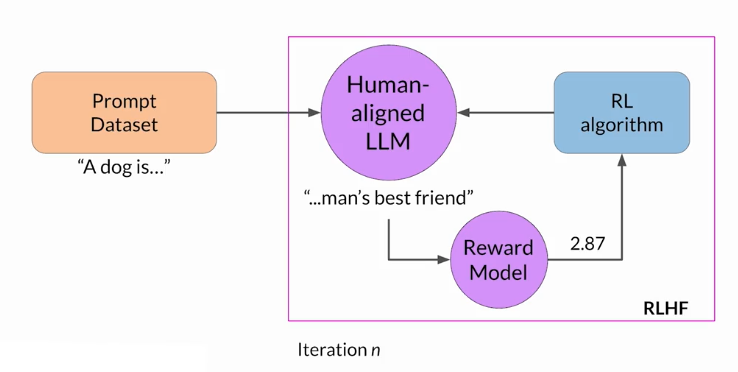 Prompt
Dataset
“A dog is…”
Human-
aligned
LLM
“...man’s best friend”
RL
algorithm
Reward
Model
2.87
RLHF
Iteration n